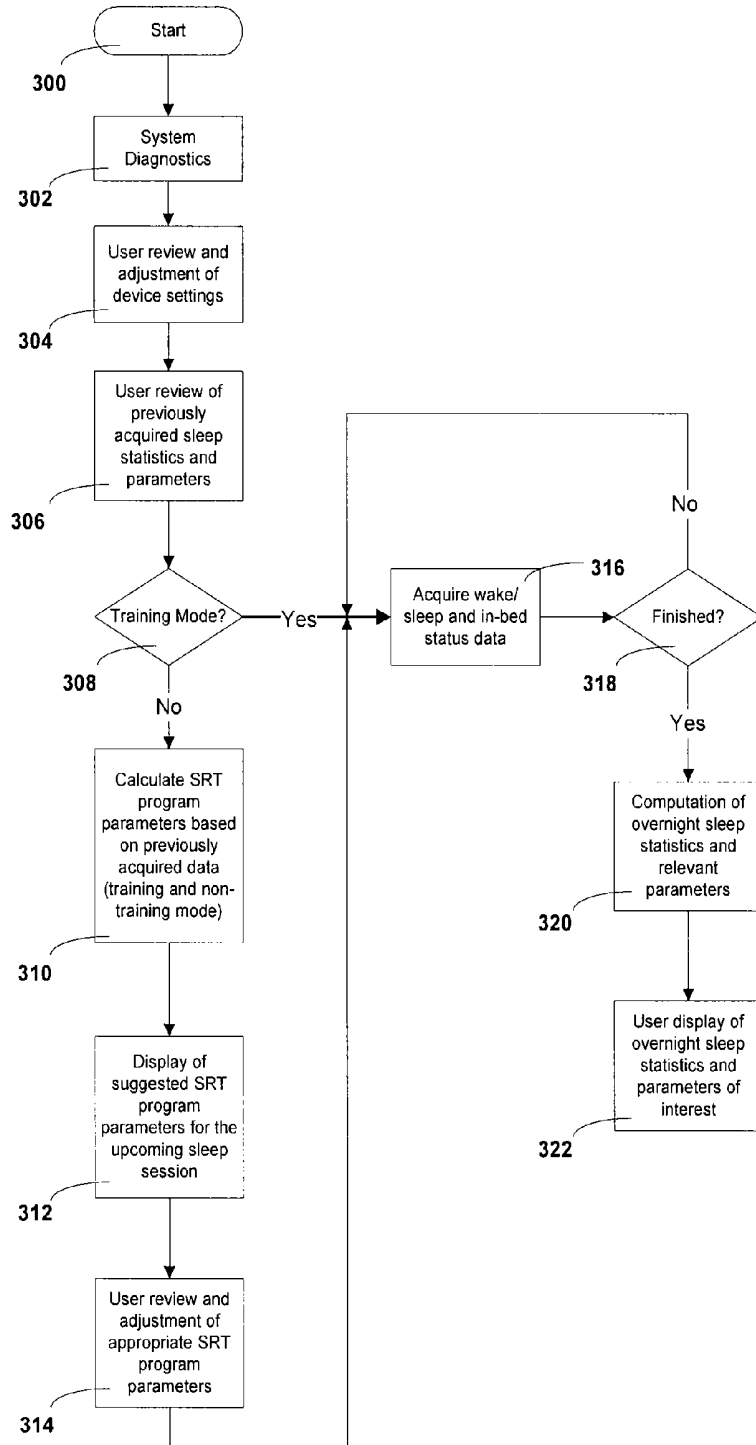 Start
300
System
Diagnostics
302
User review and
adjustment of
device settings
304
User review of
previously
acquired sleep
statistics and
parameters
306
Training Mode?
308
Yes
No
Calculate SRT
program
parameters based
on previously
acquired data
(training and non-
training mode)
310
Display of
suggested SRT
program
parameters for the
upcoming sleep
session
312
User review and
adjustment of
appropriate SRT
program
parameters
314
Acquire wake/
sleep and in-bed
status data
316
Finished?
318
No
Yes
Computation of
overnight sleep
statistics and
relevant
parameters
320
User display of
overnight sleep
statistics and
parameters of
interest
322